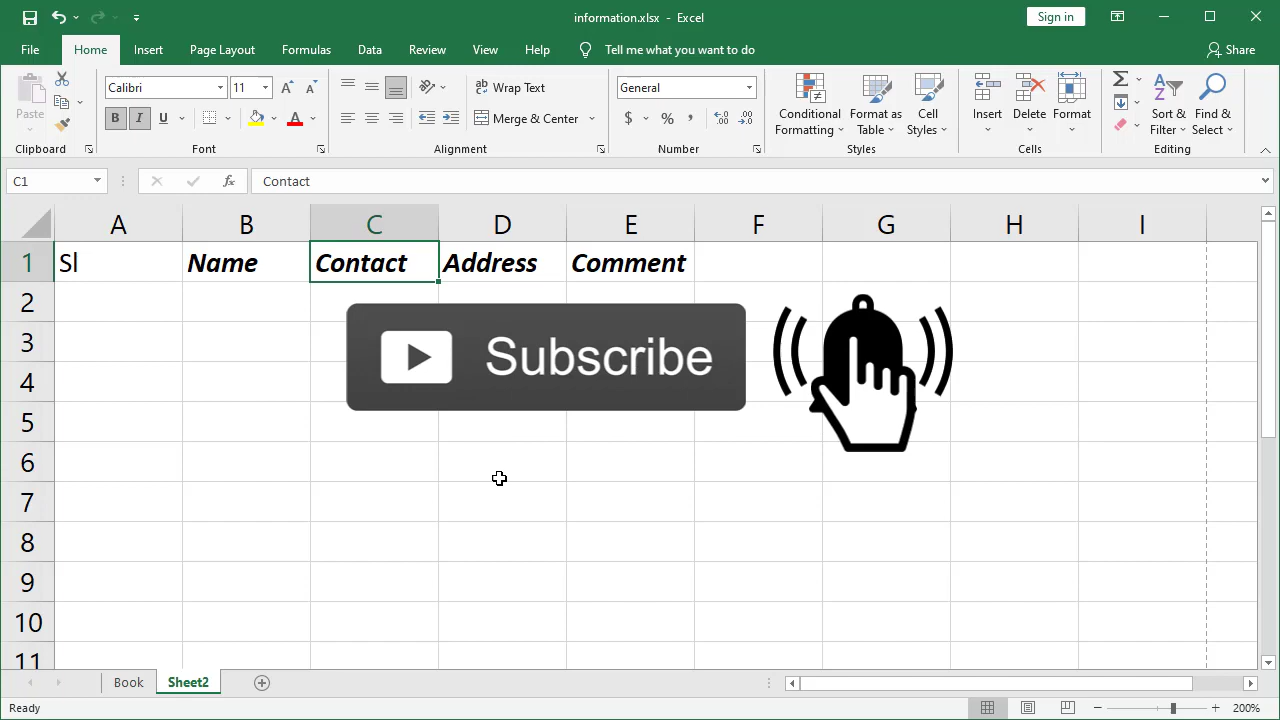 information.xlsx - Excel
Sign in
File Home Insert Page Layout Formulas Data Review View Help Tell me what you want to do Share
Paste
Calibri 11
B I U
A
ab Wrap Text
Merge & Center
General
$ % ,
Conditional Formatting
Format as Table
Cell Styles
Insert
Delete
Format
Sort & Filter
Find & Select
Clipboard Font Alignment Number Styles Cells Editing
C1 fx Contact
A B C D E F G H I
1 Sl Name Contact Address Comment
2
3
Subscribe
4
5
6
7
8
9
10
11
Book Sheet2
Ready 200%